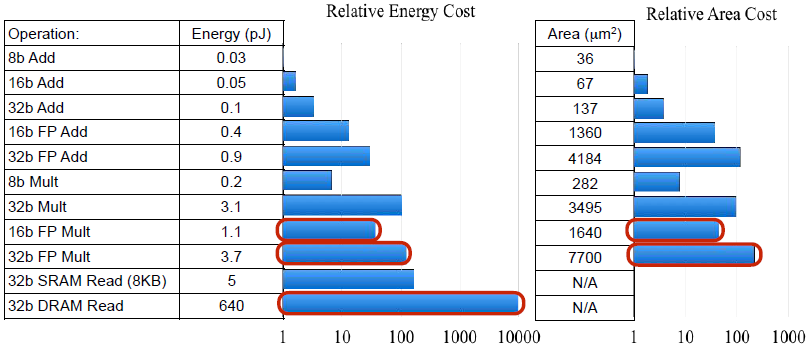 Relative Energy Cost Relative Area Cost
Operation: Energy (pJ) Area (μm²)
8b Add 0.03 36
16b Add 0.05 67
32b Add 0.1 137
16b FP Add 0.4 1360
32b FP Add 0.9 4184
8b Mult 0.2 282
32b Mult 3.1 3495
16b FP Mult 1.1 1640
32b FP Mult 3.7 7700
32b SRAM Read (8KB) 5 N/A
32b DRAM Read 640 N/A
1 10 100 1000 10000 1 10 100 1000